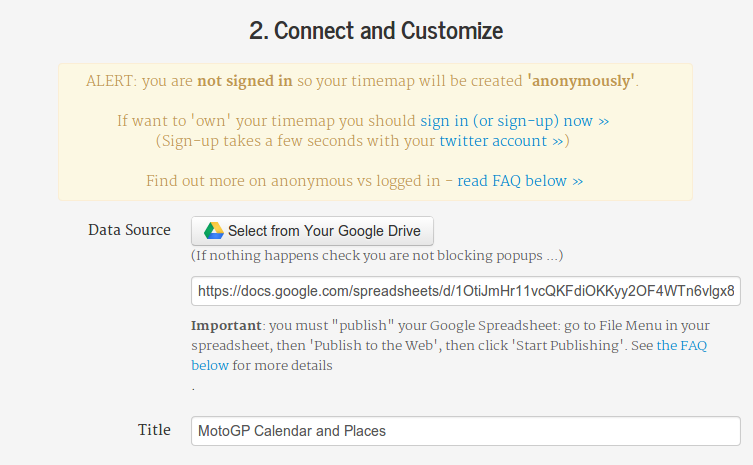 2. Connect and Customize
ALERT: you are not signed in so your timemap will be created 'anonymously'.
If want to 'own' your timemap you should sign in (or sign-up) now »
(Sign-up takes a few seconds with your twitter account »)
Find out more on anonymous vs logged in - read FAQ below »
Data Source
Select from Your Google Drive
(If nothing happens check you are not blocking popups ...)
https://docs.google.com/spreadsheets/d/1OtiJmHr11vcQKFdiOKKyy2OF4WTn6vlgx8
Important: you must "publish" your Google Spreadsheet: go to File Menu in your
spreadsheet, then 'Publish to the Web', then click 'Start Publishing'. See the FAQ
below for more details
.
Title
MotoGP Calendar and Places